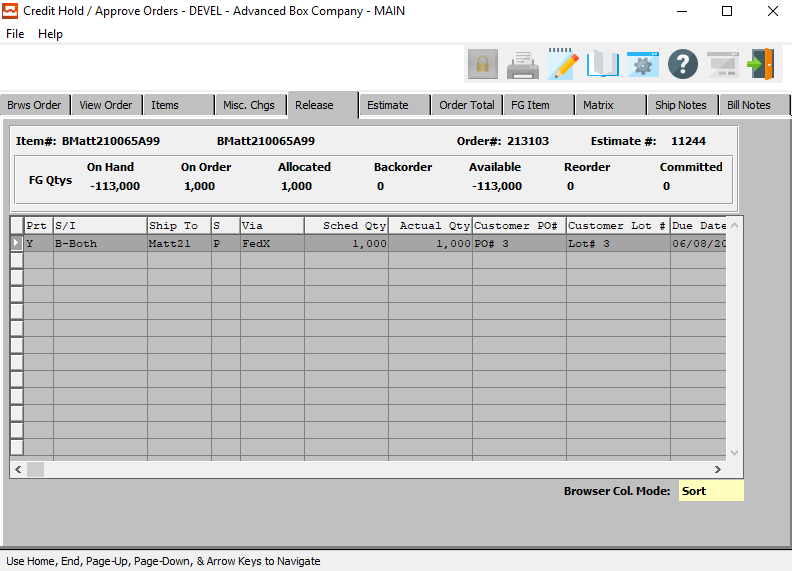 Credit Hold / Approve Orders - DEVEL - Advanced Box Company - MAIN
File Help
Brws Order View Order Items Misc. Chgs Release Estimate Order Total FG Item Matrix Ship Notes Bill Notes
Item#: BMatt210065A99 BMatt210065A99 Order#: 213103 Estimate #: 11244
On Hand On Order Allocated Backorder Available Reorder Committed
FG Qtys -113,000 1,000 1,000 0 -113,000 0 0
Prt S/I Ship To S Via Sched Qty Actual Qty Customer PO# Customer Lot # Due Date
Y B-Both Matt21 P FedX 1,000 1,000 PO# 3 Lot# 3 06/08/20
Browser Col. Mode: Sort
Use Home, End, Page-Up, Page-Down, & Arrow Keys to Navigate